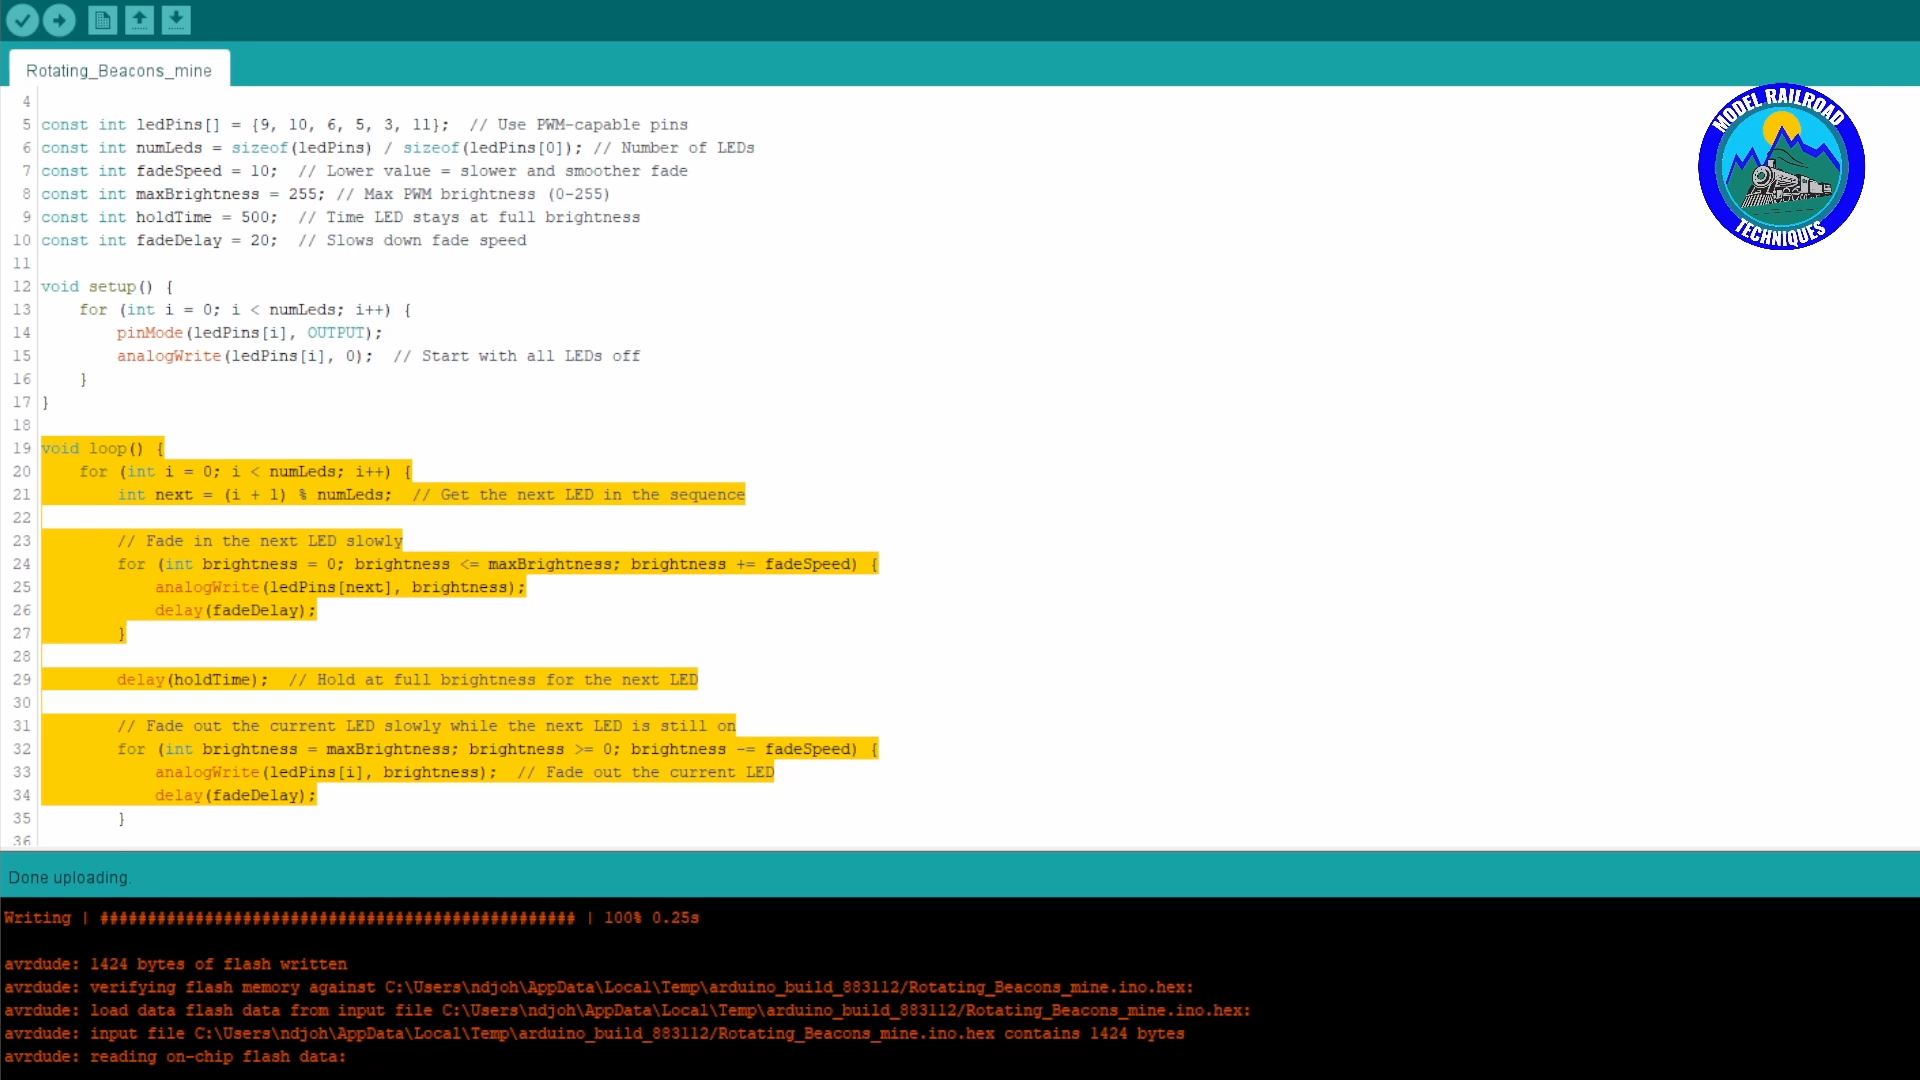 Rotating_Beacons_mine
MODEL RAILROAD
TECHNIQUES
4
5 const int ledPins[] = {9, 10, 6, 5, 3, 11};  // Use PWM-capable pins
6 const int numLeds = sizeof(ledPins) / sizeof(ledPins[0]); // Number of LEDs
7 const int fadeSpeed = 10;  // Lower value = slower and smoother fade
8 const int maxBrightness = 255; // Max PWM brightness (0-255)
9 const int holdTime = 500;  // Time LED stays at full brightness
10 const int fadeDelay = 20;  // Slows down fade speed
11
12 void setup() {
13     for (int i = 0; i < numLeds; i++) {
14         pinMode(ledPins[i], OUTPUT);
15         analogWrite(ledPins[i], 0);  // Start with all LEDs off
16     }
17 }
18
19 void loop() {
20     for (int i = 0; i < numLeds; i++) {
21         int next = (i + 1) % numLeds;  // Get the next LED in the sequence
22
23         // Fade in the next LED slowly
24         for (int brightness = 0; brightness <= maxBrightness; brightness += fadeSpeed) {
25             analogWrite(ledPins[next], brightness);
26             delay(fadeDelay);
27         }
28
29         delay(holdTime);  // Hold at full brightness for the next LED
30
31         // Fade out the current LED slowly while the next LED is still on
32         for (int brightness = maxBrightness; brightness >= 0; brightness -= fadeSpeed) {
33             analogWrite(ledPins[i], brightness);  // Fade out the current LED
34             delay(fadeDelay);
35         }
36
Done uploading.
Writing | ################################################## | 100% 0.25s
avrdude: 1424 bytes of flash written
avrdude: verifying flash memory against C:\Users\ndjoh\AppData\Local\Temp\arduino_build_883112/Rotating_Beacons_mine.ino.hex:
avrdude: load data flash data from input file C:\Users\ndjoh\AppData\Local\Temp\arduino_build_883112/Rotating_Beacons_mine.ino.hex:
avrdude: input file C:\Users\ndjoh\AppData\Local\Temp\arduino_build_883112/Rotating_Beacons_mine.ino.hex contains 1424 bytes
avrdude: reading on-chip flash data: